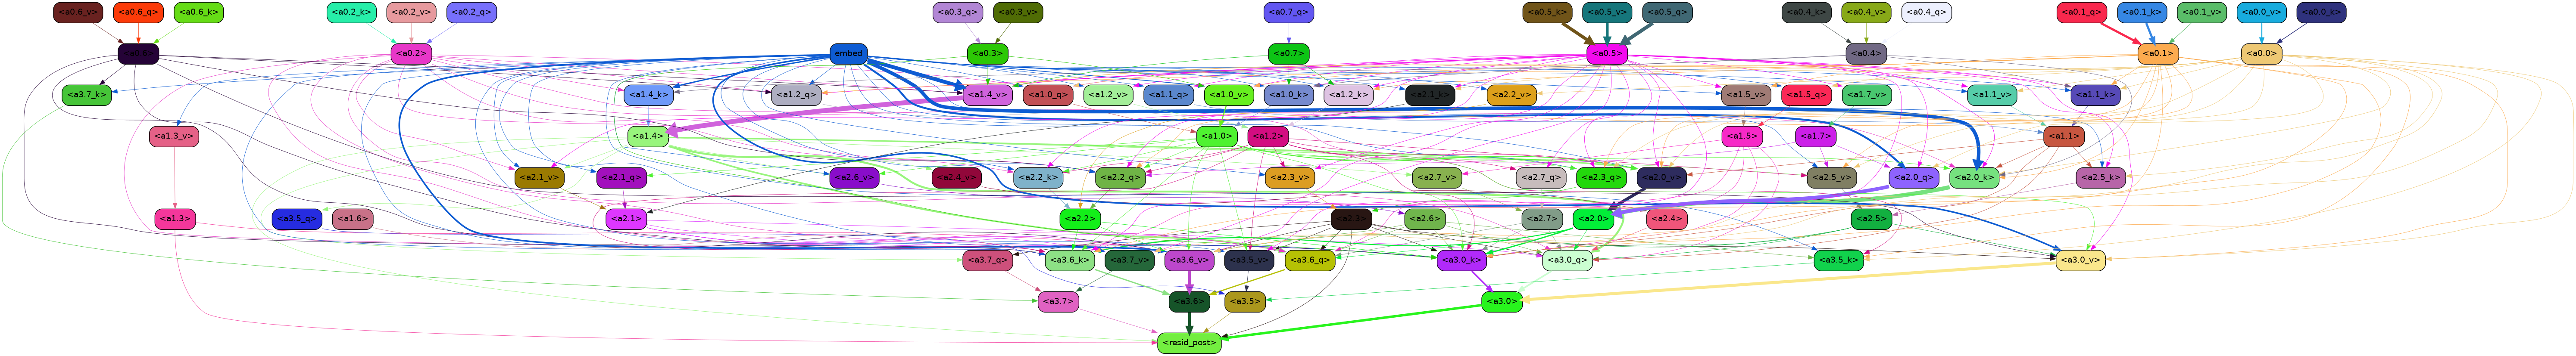 <a0.6_v> <a0.6_q> <a0.6_k> <a0.2_k> <a0.2_v> <a0.2_q> <a0.3_q> <a0.3_v> <a0.7_q> <a0.5_k> <a0.5_v> <a0.5_q> <a0.4_k> <a0.4_v> <a0.4_q> <a0.1_q> <a0.1_k> <a0.1_v> <a0.0_v> <a0.0_k>
<a0.2> embed <a0.3> <a0.7> <a0.5> <a0.4> <a0.1> <a0.0>
<a3.7_k> <a1.4_k> <a1.2_q> <a1.4_v> <a1.0_q> <a1.2_v> <a1.1_q> <a1.0_v> <a1.0_k> <a1.2_k> <a2.1_k> <a2.2_v> <a1.5_v> <a1.5_q> <a1.7_v> <a1.1_v> <a1.1_k>
<a1.3_v> <a1.4> <a1.0> <a1.2> <a1.5> <a1.7> <a1.1>
<a2.1_v> <a2.1_q> <a2.6_v> <a2.4_v> <a2.2_k> <a2.2_q> <a2.3_v> <a2.7_v> <a2.7_q> <a2.3_q> <a2.0_v> <a2.5_v> <a2.0_q> <a2.0_k> <a2.5_k>
<a1.3> <a3.5_q> <a1.6> <a2.1> <a2.2> <a2.3> <a2.6> <a2.7> <a2.0> <a2.4> <a2.5>
<a3.7_q> <a3.6_k> <a3.7_v> <a3.6_v> <a3.5_v> <a3.6_q> <a3.0_k> <a3.0_q> <a3.5_k> <a3.0_v>
<a3.7> <a3.6> <a3.5> <a3.0>
<resid_post>